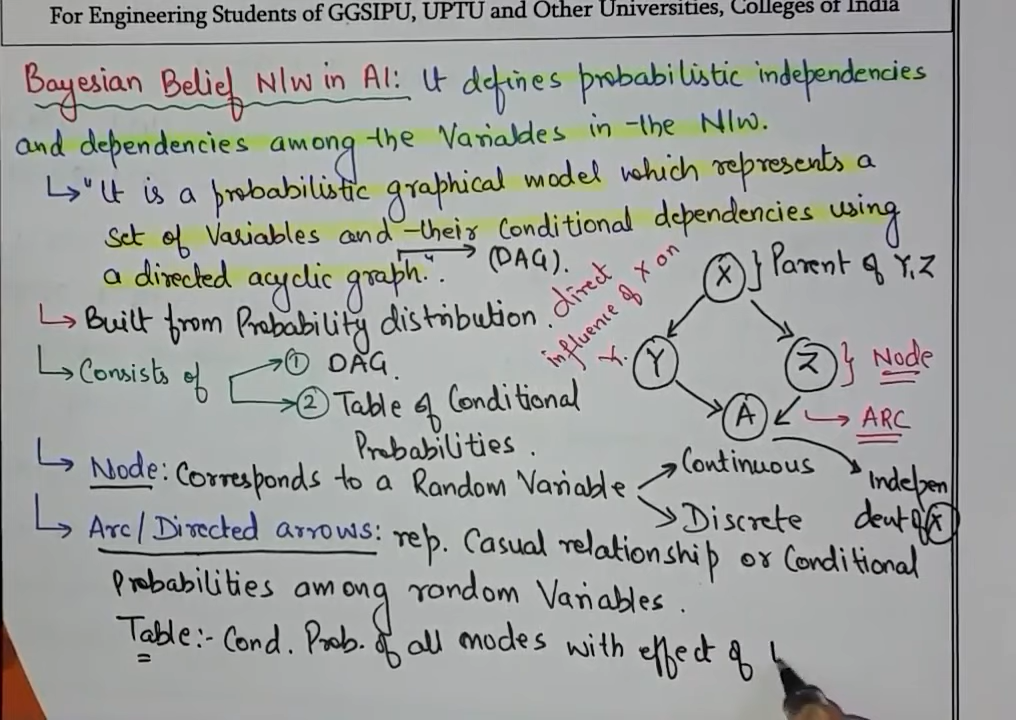 For Engineering Students of GGSIPU, UPTU and Other Universities, Colleges of India
Bayesian Belief N/w in AI: It defines probabilistic independencies
and dependencies among the Variables in the N/w.
↳ "It is a probabilistic graphical model which represents a
set of Variables and their Conditional dependencies using
a directed acyclic graph." (DAG).
↳ Built from Probability distribution.
↳ Consists of
① DAG.
② Table of Conditional
Probabilities.
direct
influence of X on
Y.
X } Parent of Y, Z
Y
Z } Node
A
→ ARC
Indepen
dent of X
↳ Node: Corresponds to a Random Variable
Continuous
Discrete
↳ Arc/Directed arrows: rep. Casual relationship or Conditional
Probabilities among random Variables.
Table:- Cond. Prob. of all nodes with effect of